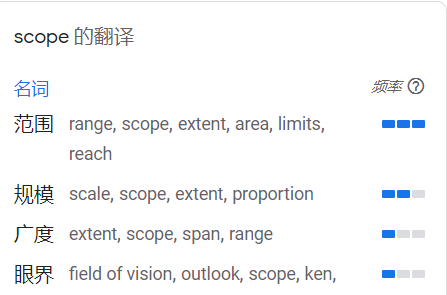 scope 的翻译
名词 频率
范围 range, scope, extent, area, limits,
reach
规模 scale, scope, extent, proportion
广度 extent, scope, span, range
眼界 field of vision, outlook, scope, ken,